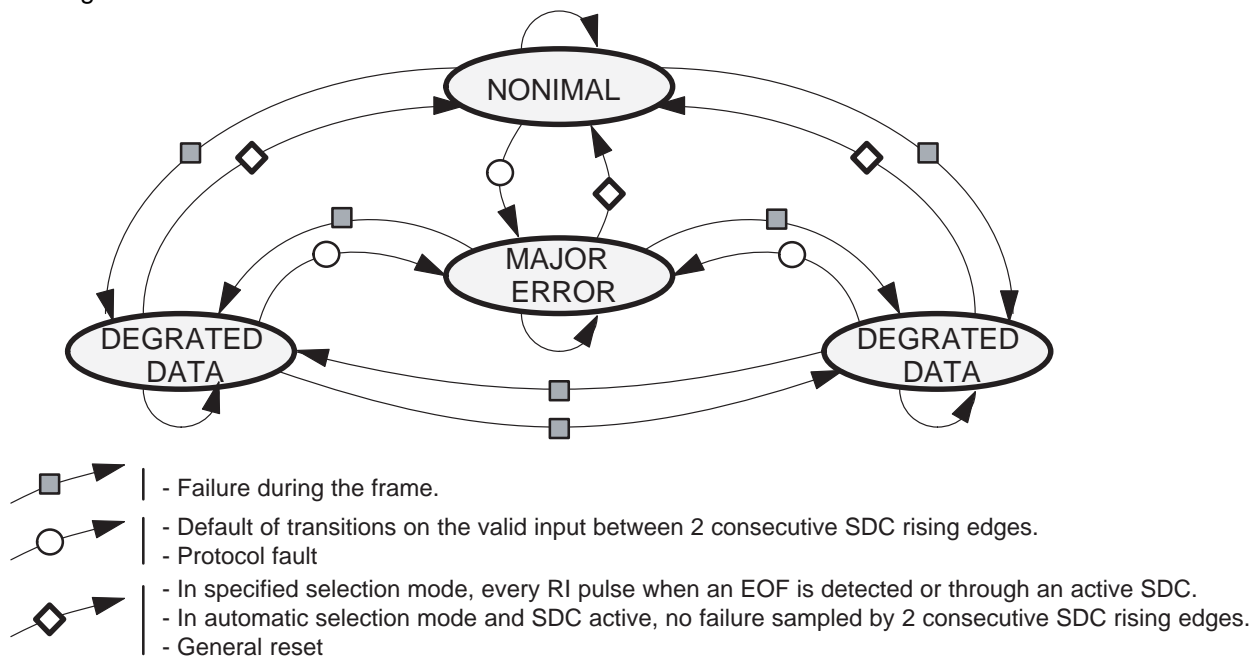 NONIMAL
MAJOR
ERROR
DEGRATED
DATA
DEGRATED
DATA
- Failure during the frame.
- Default of transitions on the valid input between 2 consecutive SDC rising edges.
- Protocol fault
- In specified selection mode, every RI pulse when an EOF is detected or through an active SDC.
- In automatic selection mode and SDC active, no failure sampled by 2 consecutive SDC rising edges.
- General reset